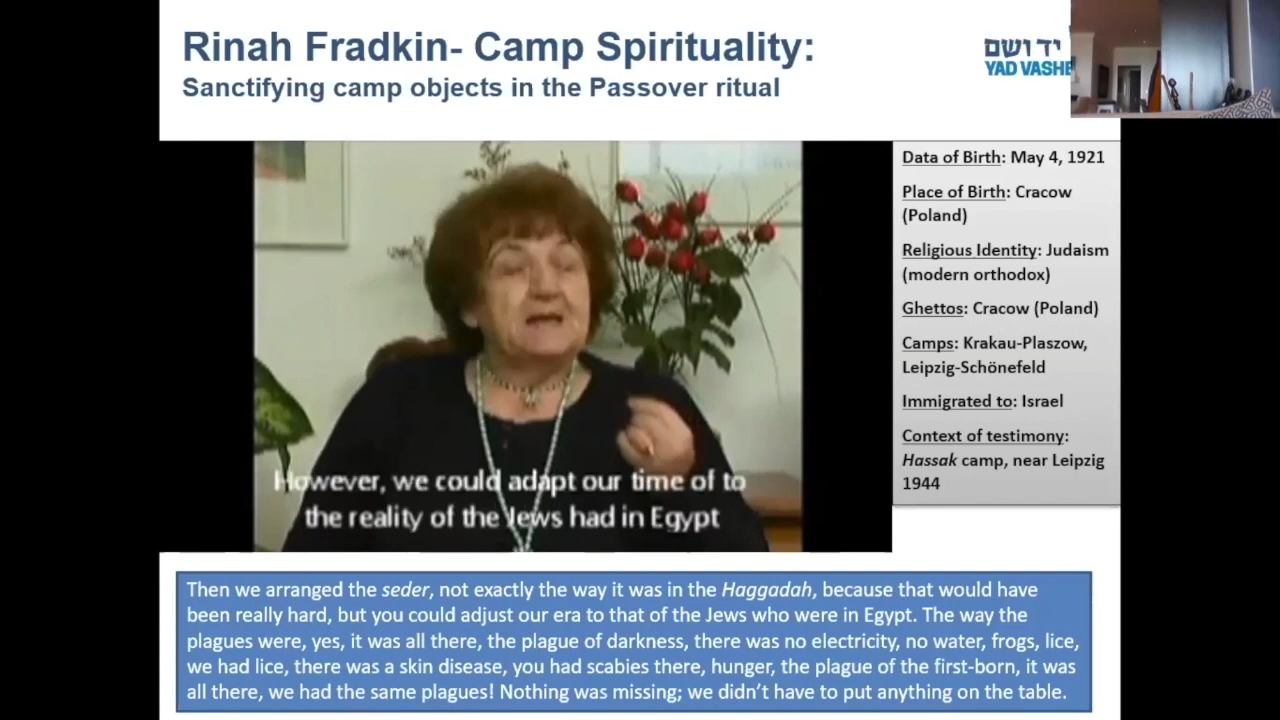 Rinah Fradkin- Camp Spirituality:
Sanctifying camp objects in the Passover ritual
יד ושם
YAD VASHE
Data of Birth: May 4, 1921
Place of Birth: Cracow
(Poland)
Religious Identity: Judaism
(modern orthodox)
Ghettos: Cracow (Poland)
Camps: Krakau-Plaszow,
Leipzig-Schönefeld
Immigrated to: Israel
Context of testimony:
Hassak camp, near Leipzig
1944
However, we could adapt our time of to
the reality of the Jews had in Egypt
Then we arranged the seder, not exactly the way it was in the Haggadah, because that would have
been really hard, but you could adjust our era to that of the Jews who were in Egypt. The way the
plagues were, yes, it was all there, the plague of darkness, there was no electricity, no water, frogs, lice,
we had lice, there was a skin disease, you had scabies there, hunger, the plague of the first-born, it was
all there, we had the same plagues! Nothing was missing; we didn't have to put anything on the table.